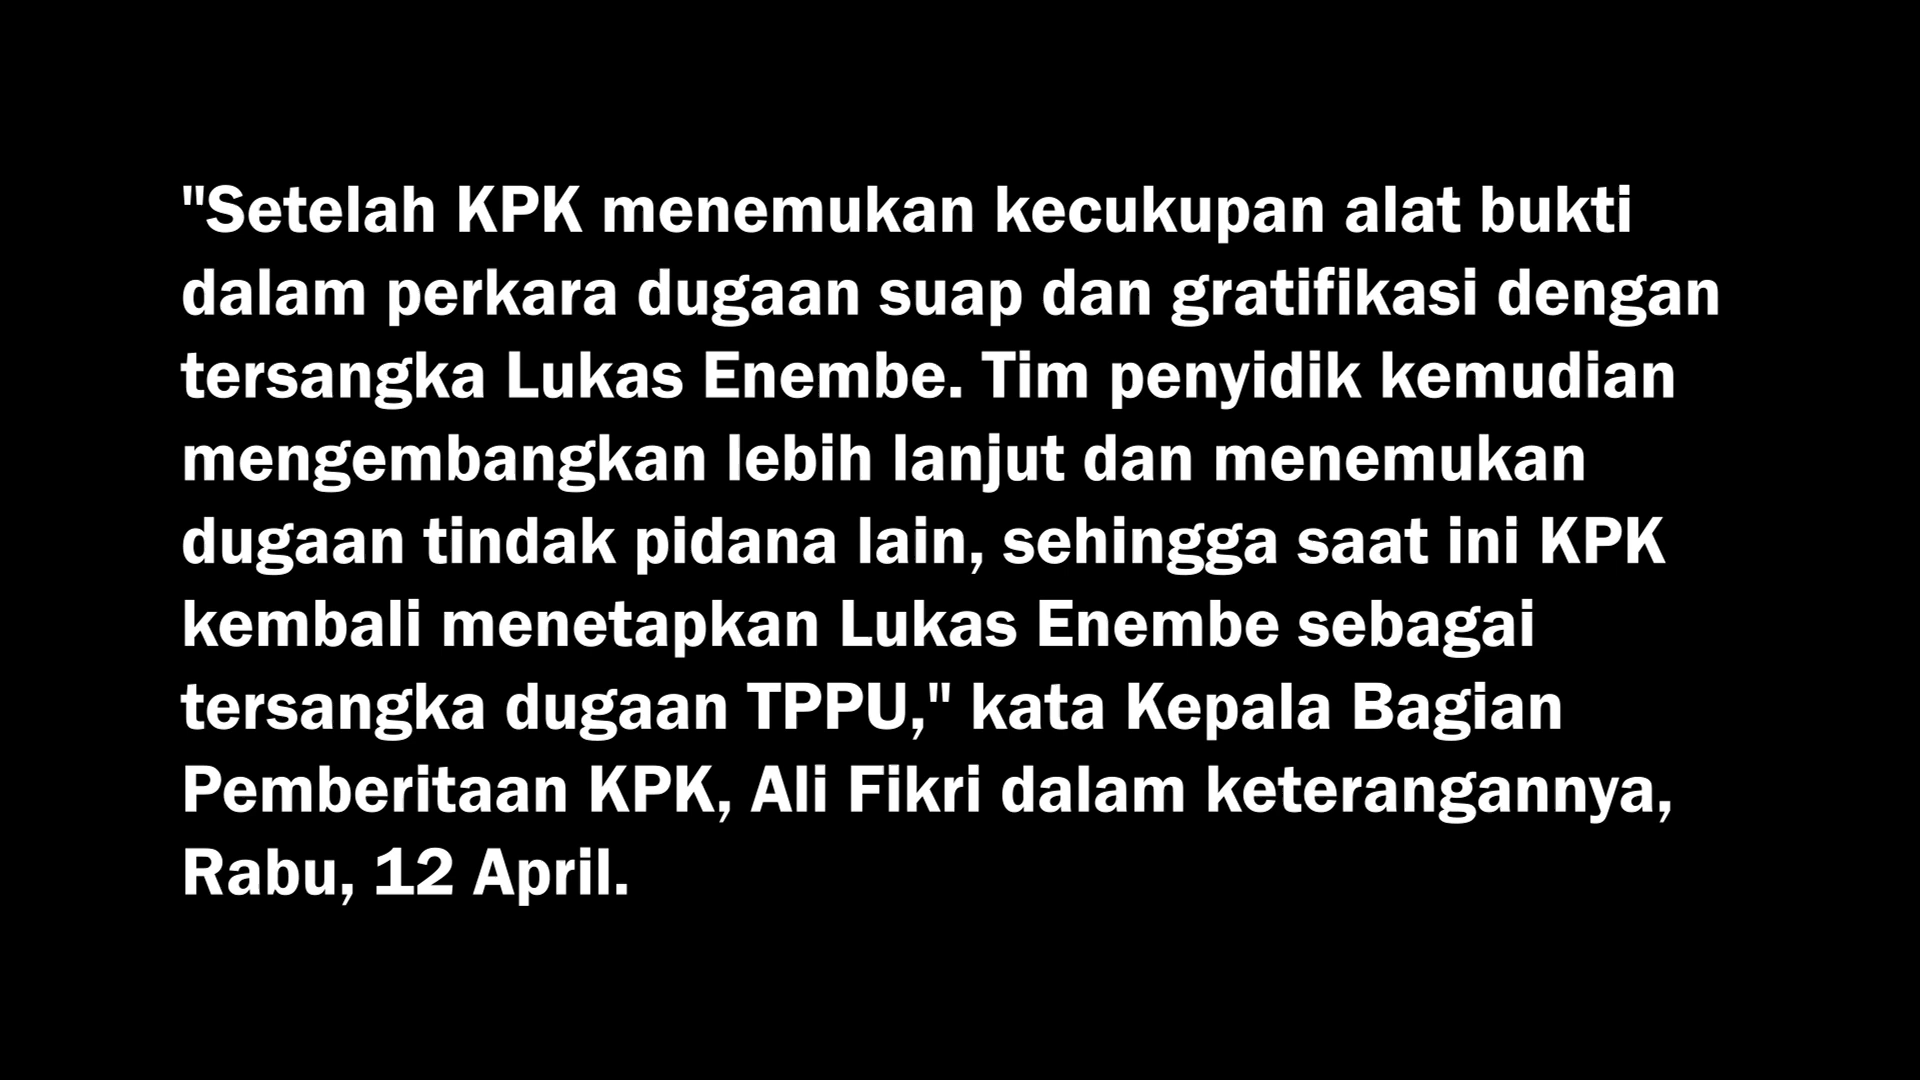 "Setelah KPK menemukan kecukupan alat bukti
dalam perkara dugaan suap dan gratifikasi dengan
tersangka Lukas Enembe. Tim penyidik kemudian
mengembangkan lebih lanjut dan menemukan
dugaan tindak pidana lain, sehingga saat ini KPK
kembali menetapkan Lukas Enembe sebagai
tersangka dugaan TPPU," kata Kepala Bagian
Pemberitaan KPK, Ali Fikri dalam keterangannya,
Rabu, 12 April.